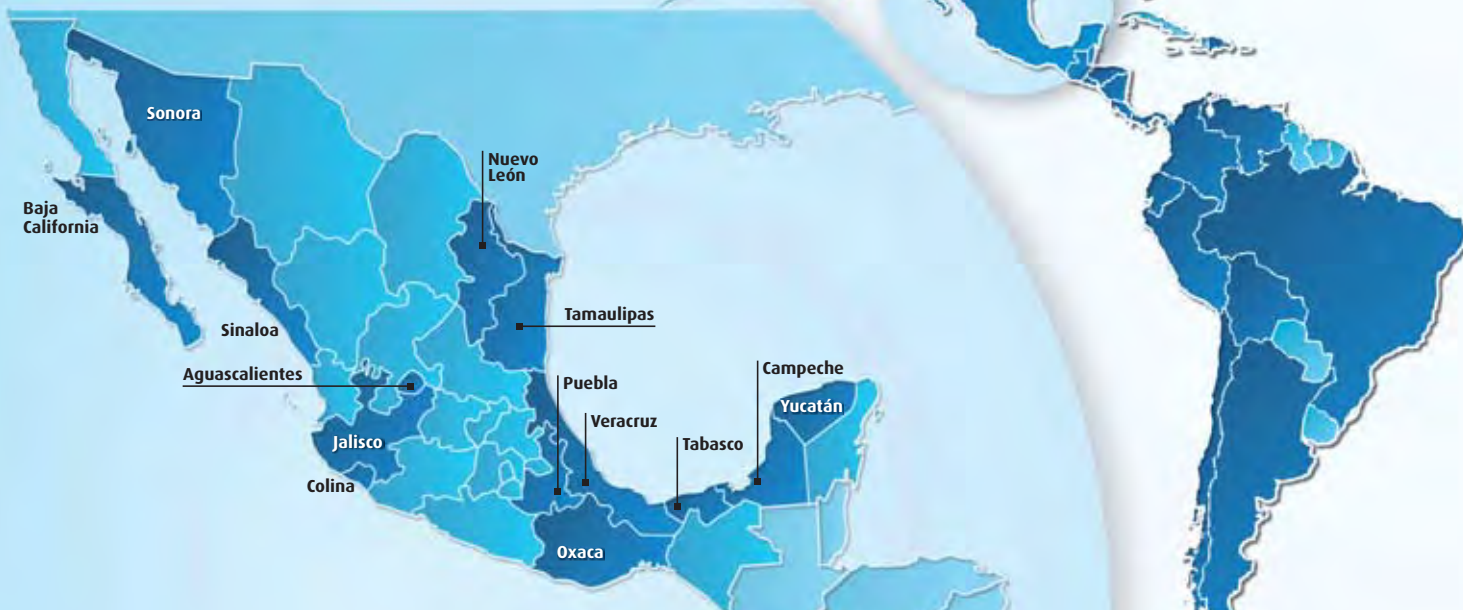 Sonora
Nuevo
León
Baja
California
Tamaulipas
Sinaloa
Aguascalientes
Campeche
Puebla
Yucatán
Veracruz
Jalisco
Tabasco
Colina
Oxaca